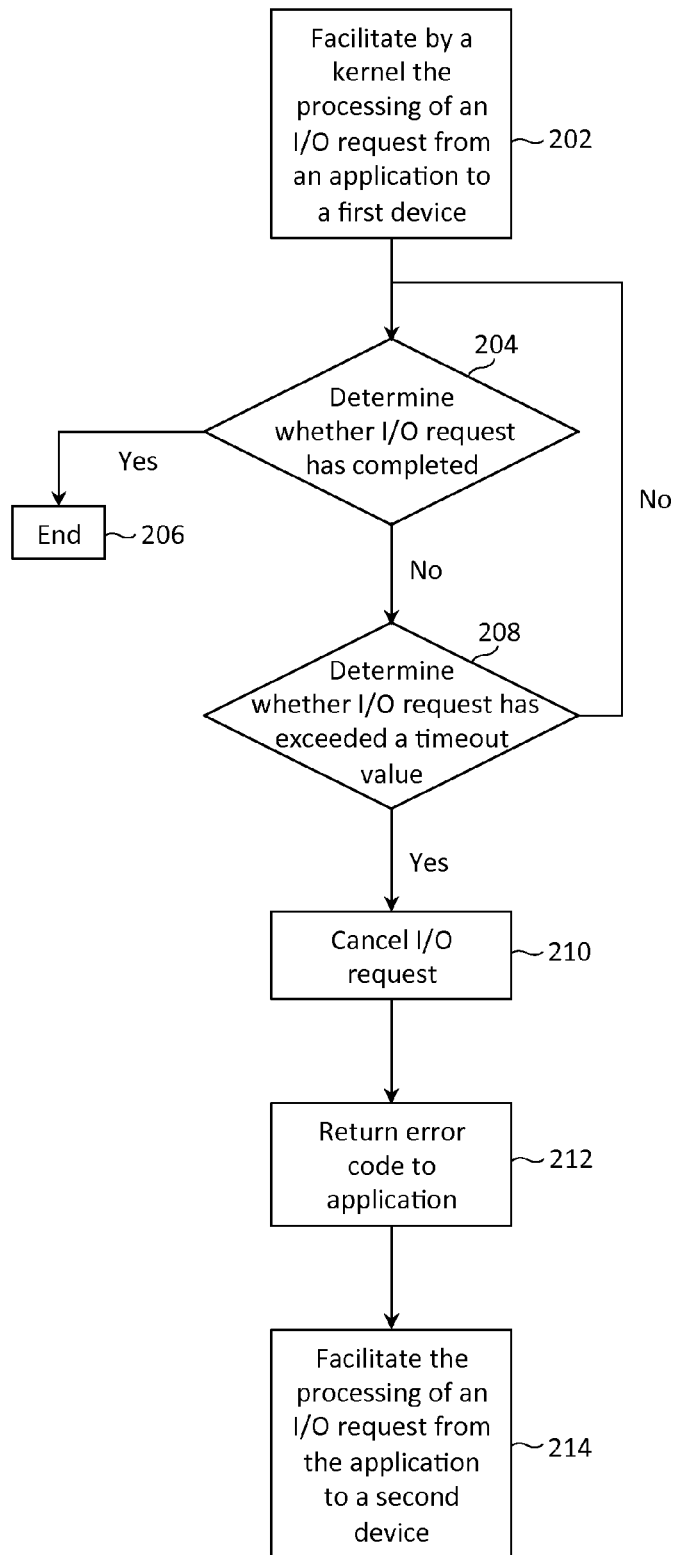 Facilitate by a
kernel the
processing of an
I/O request from
an application to
a first device
202
204
Determine
whether I/O request
has completed
Yes
No
End
206
No
208
Determine
whether I/O request has
exceeded a timeout
value
Yes
Cancel I/O
request
210
Return error
code to
application
212
Facilitate the
processing of an
I/O request from
the application
to a second
device
214